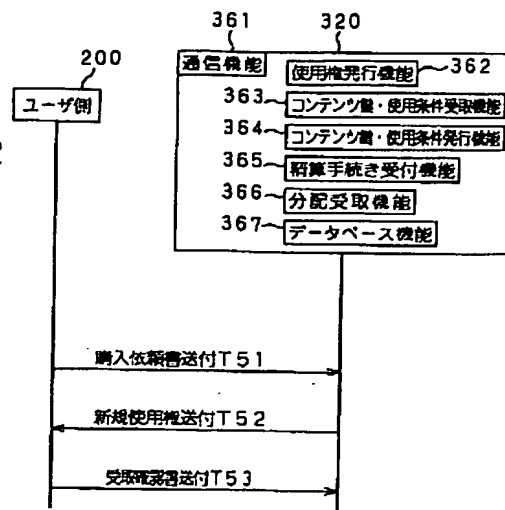 361 320
200
通信機能
使用権発行機能 362
ユーザ側
363 コンテンツ鍵・使用条件受取機能
364 コンテンツ鍵・使用条件発行機能
365 精算手続き受付機能
366 分配受取機能
367 データベース機能
購入依頼書送付T51
新規使用権送付T52
受取確認書送付T53